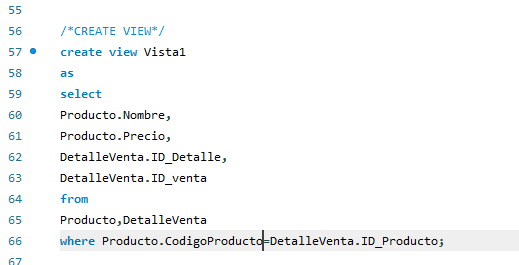 55
56 /*CREATE VIEW*/
57 create view Vista1
58 as
59 select
60 Producto.Nombre,
61 Producto.Precio,
62 DetalleVenta.ID_Detalle,
63 DetalleVenta.ID_venta
64 from
65 Producto,DetalleVenta
66 where Producto.CodigoProducto=DetalleVenta.ID_Producto;
67